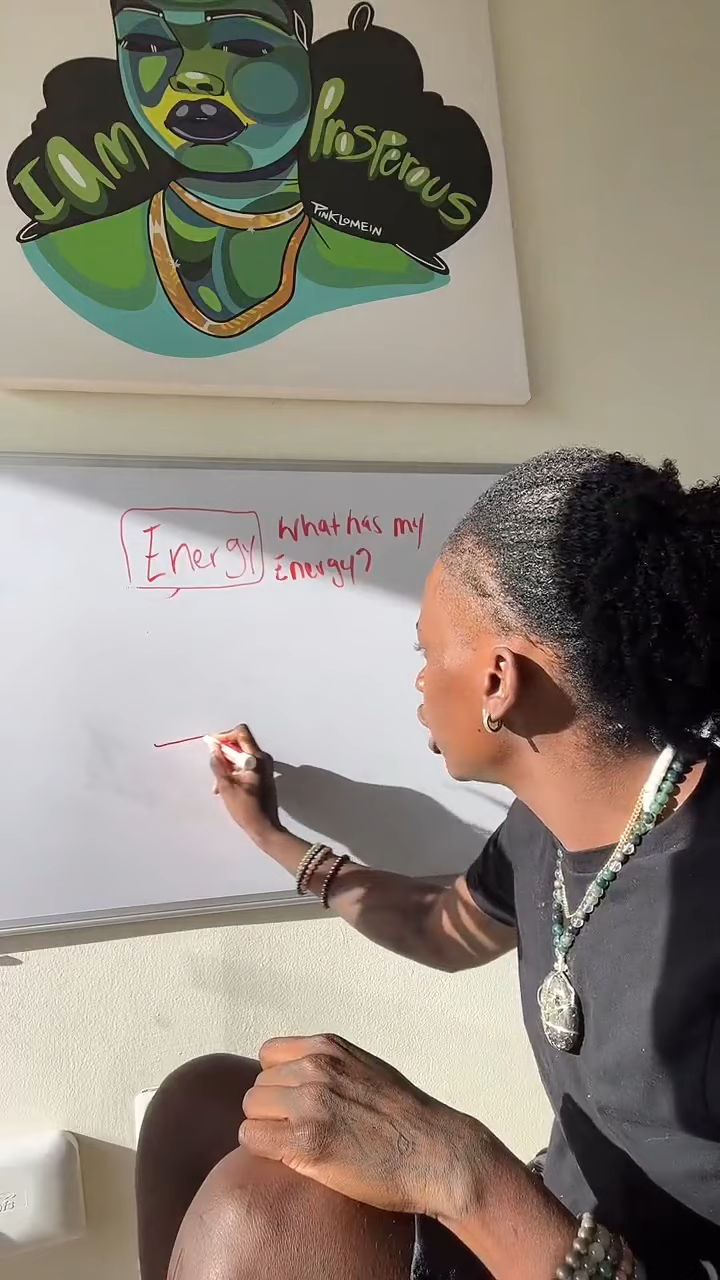 I am
Prosperous
PINKLOMEIN
Energy
What has my
Energy?